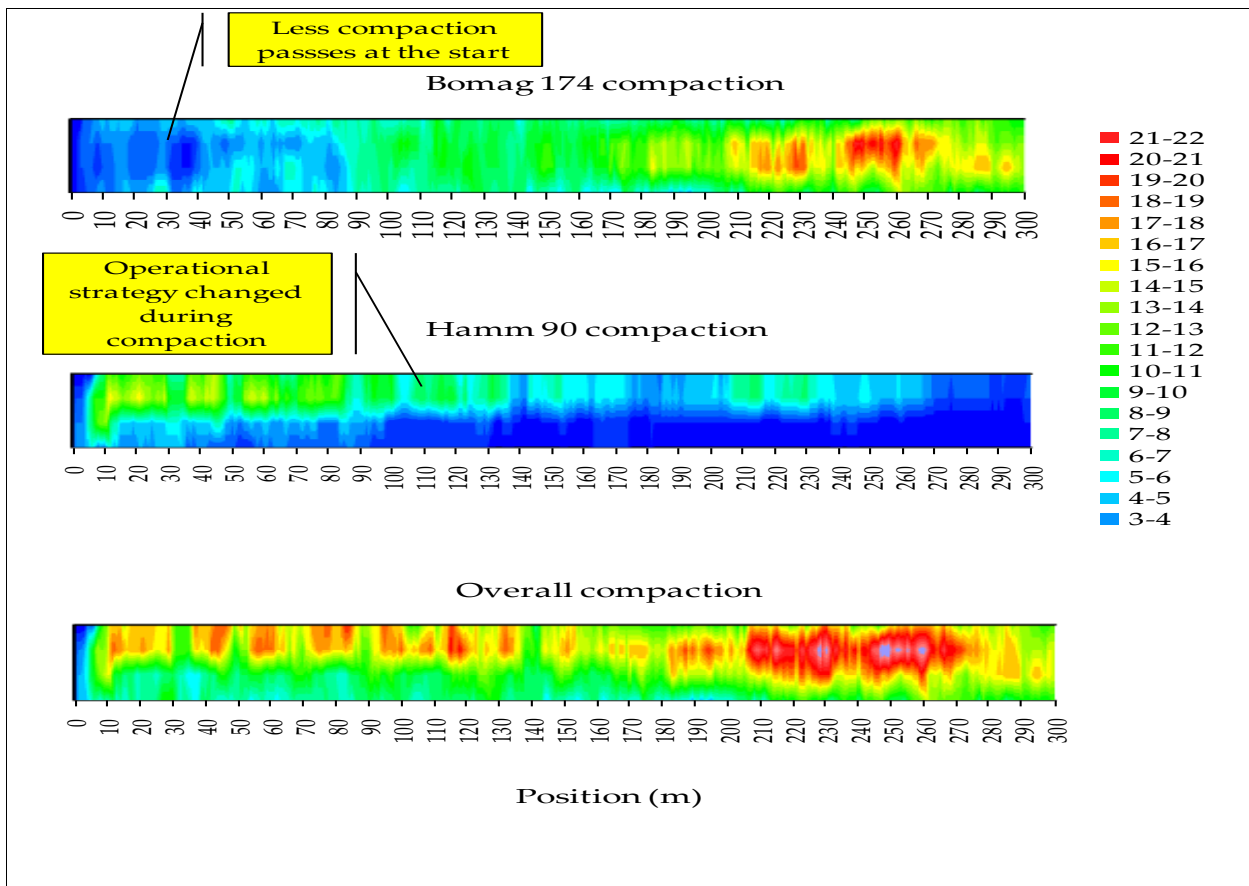 Less compaction
passses at the start
Bomag 174 compaction
0 10 20 30 40 50 60 70 80 90 100 110 120 130 140 150 160 170 180 190 200 210 220 230 240 250 260 270 280 290 300
Operational
strategy changed
during
compaction
Hamm 90 compaction
0 10 20 30 40 50 60 70 80 90 100 110 120 130 140 150 160 170 180 190 200 210 220 230 240 250 260 270 280 290 300
Overall compaction
0 10 20 30 40 50 60 70 80 90 100 110 120 130 140 150 160 170 180 190 200 210 220 230 240 250 260 270 280 290 300
Position (m)
21-22
20-21
19-20
18-19
17-18
16-17
15-16
14-15
13-14
12-13
11-12
10-11
9-10
8-9
7-8
6-7
5-6
4-5
3-4